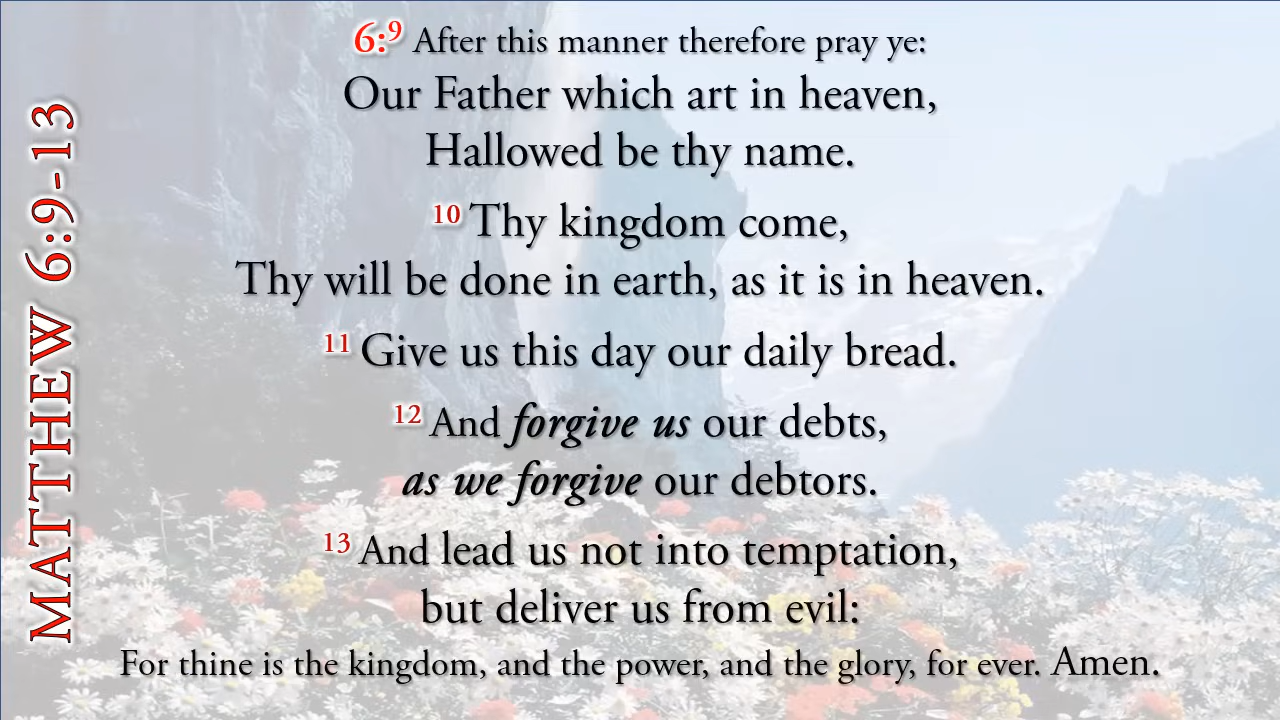 MATTHEW 6:9-13
6:9 After this manner therefore pray ye:
Our Father which art in heaven,
Hallowed be thy name.
10 Thy kingdom come,
Thy will be done in earth, as it is in heaven.
11 Give us this day our daily bread.
12 And forgive us our debts,
as we forgive our debtors.
13 And lead us not into temptation,
but deliver us from evil:
For thine is the kingdom, and the power, and the glory, for ever. Amen.